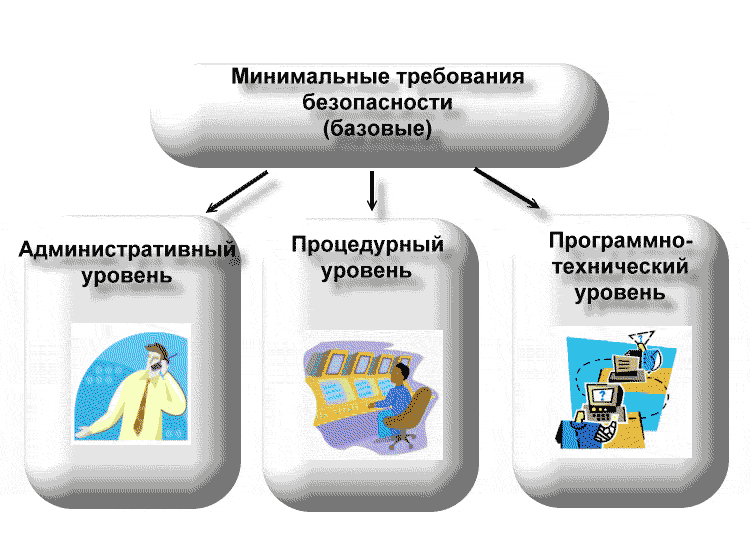 Минимальные требования
безопасности
(базовые)
Административный
уровень
Процедурный
уровень
Программно-
технический
уровень